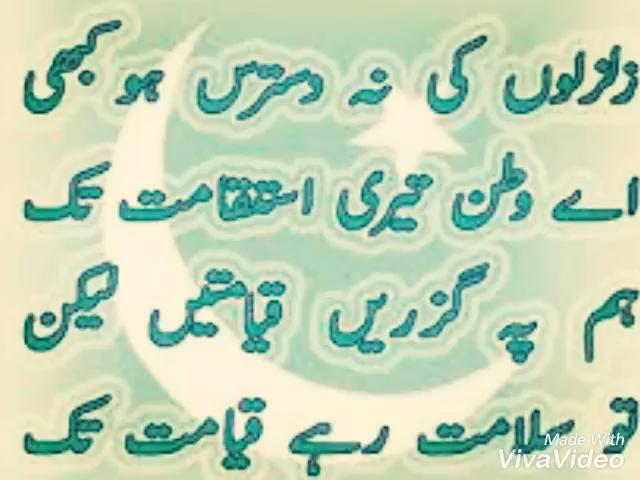 زلزلوں کی نہ دسترس ہو کبھی
اے وطن تیری استقامت تک
ہم پہ گزریں قیامتیں لیکن
تو سلامت رہے قیامت تک
Made With
VivaVideo